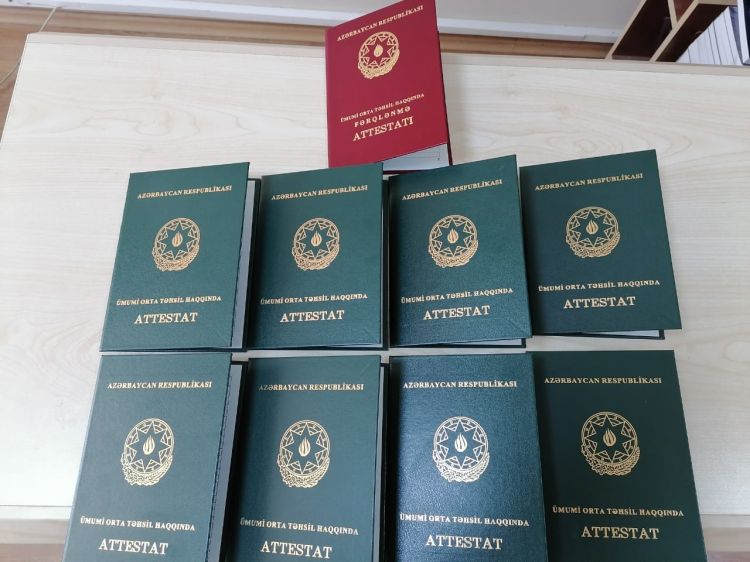 AZƏRBAYCAN RESPUBLİKASI
ÜMUMİ ORTA TƏHSİL HAQQINDA
FƏRQLƏNMƏ
ATTESTATI
AZƏRBAYCAN RESPUBLİKASI
ÜMUMİ ORTA TƏHSİL HAQQINDA
ATTESTAT
AZƏRBAYCAN RESPUBLİKASI
ÜMUMİ ORTA TƏHSİL HAQQINDA
ATTESTAT
AZƏRBAYCAN RESPUBLİKASI
ÜMUMİ ORTA TƏHSİL HAQQINDA
ATTESTAT
AZƏRBAYCAN RESPUBLİKASI
ÜMUMİ ORTA TƏHSİL HAQQINDA
ATTESTAT
AZƏRBAYCAN RESPUBLİKASI
ÜMUMİ ORTA TƏHSİL HAQQINDA
ATTESTAT
AZƏRBAYCAN RESPUBLİKASI
ÜMUMİ ORTA TƏHSİL HAQQINDA
ATTESTAT
AZƏRBAYCAN RESPUBLİKASI
ÜMUMİ ORTA TƏHSİL HAQQINDA
ATTESTAT
AZƏRBAYCAN RESPUBLİKASI
ÜMUMİ ORTA TƏHSİL HAQQINDA
ATTESTAT